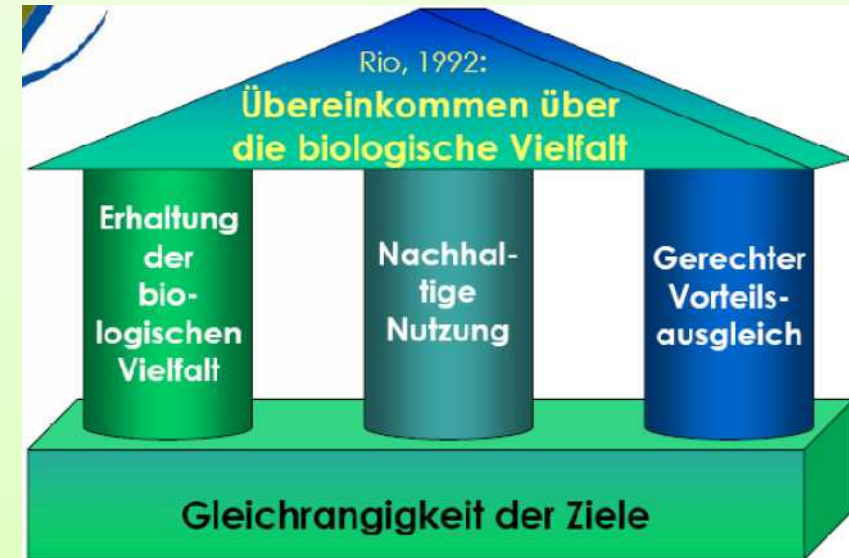 Rio, 1992:
Übereinkommen über
die biologische Vielfalt
Erhaltung
der
bio-
logischen
Vielfalt
Nachhal-
tige
Nutzung
Gerechter
Vorteils-
ausgleich
Gleichrangigkeit der Ziele